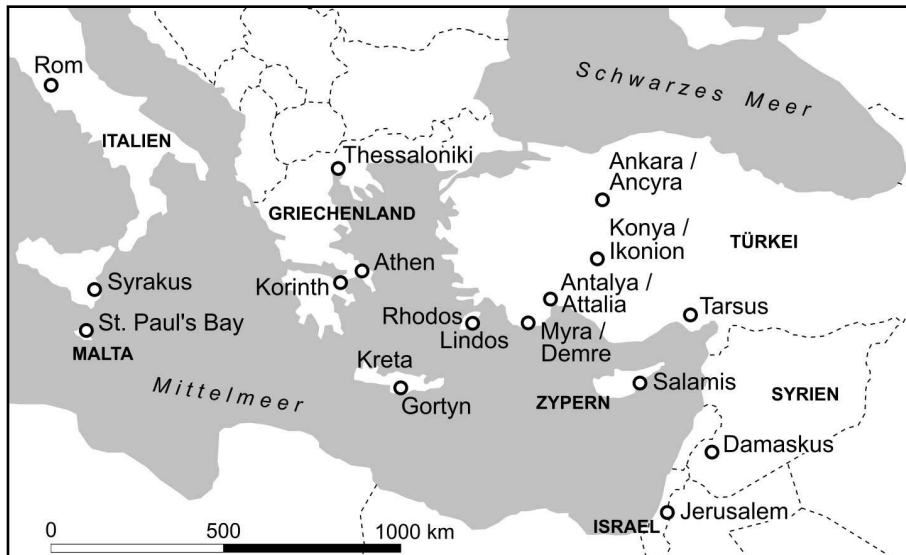 Schwarzes Meer
Rom
ITALIEN
Thessaloniki
Ankara /
Ancyra
GRIECHENLAND
Konya /
Ikonion
TÜRKEI
Athen
Korinth
Antalya /
Attalia
Syrakus
Tarsus
Rhodos
Lindos
St. Paul's Bay
Myra /
Demre
MALTA
Kreta
Mittelmeer
Gortyn
ZYPERN
Salamis
SYRIEN
Damaskus
Jerusalem
ISRAEL
0 500 1000 km